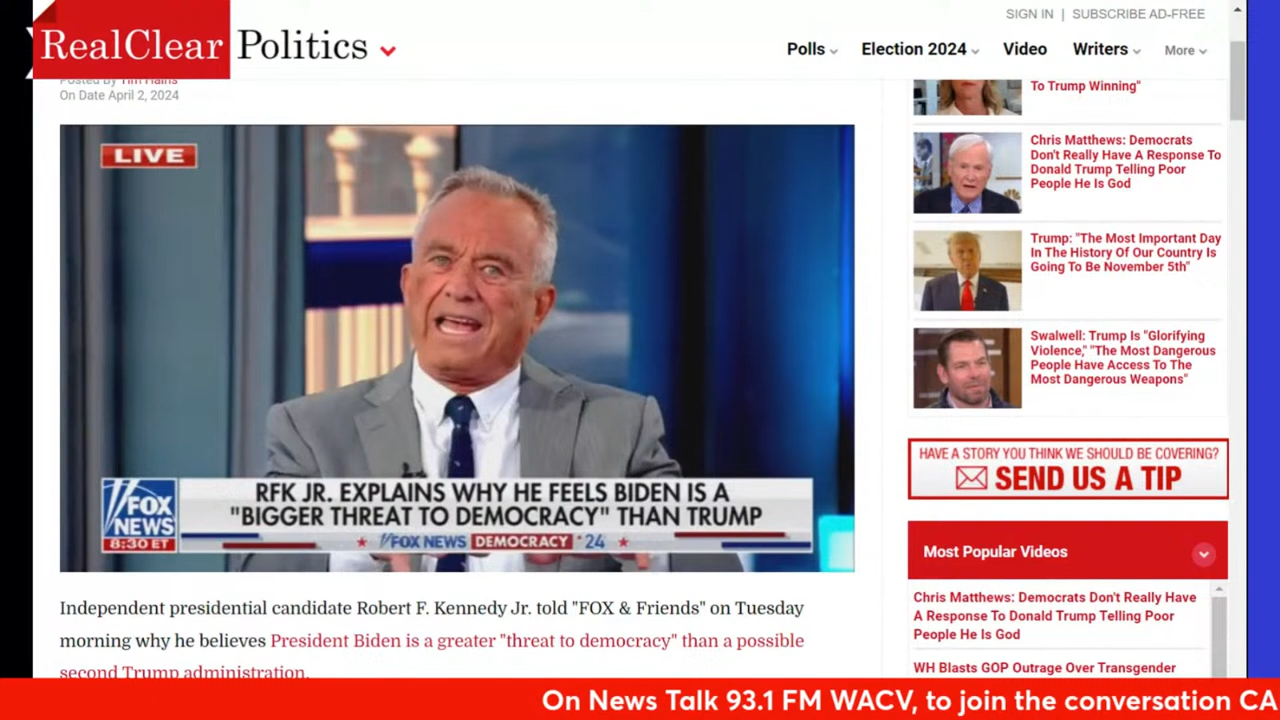 SIGN IN | SUBSCRIBE AD-FREE
RealClear Politics
Polls
Election 2024
Video
Writers
More
Posted By Tim Hains
On Date April 2, 2024
LIVE
RFK JR. EXPLAINS WHY HE FEELS BIDEN IS A
"BIGGER THREAT TO DEMOCRACY" THAN TRUMP
FOX NEWS
8:30 ET
FOX NEWS DEMOCRACY '24
Independent presidential candidate Robert F. Kennedy Jr. told "FOX & Friends" on Tuesday
morning why he believes President Biden is a greater "threat to democracy" than a possible
second Trump administration.
To Trump Winning"
Chris Matthews: Democrats
Don't Really Have A Response To
Donald Trump Telling Poor
People He Is God
Trump: "The Most Important Day
In The History Of Our Country Is
Going To Be November 5th"
Swalwell: Trump Is "Glorifying
Violence," "The Most Dangerous
People Have Access To The
Most Dangerous Weapons"
HAVE A STORY YOU THINK WE SHOULD BE COVERING?
SEND US A TIP
Most Popular Videos
Chris Matthews: Democrats Don't Really Have
A Response To Donald Trump Telling Poor
People He Is God
WH Blasts GOP Outrage Over Transgender
On News Talk 93.1 FM WACV, to join the conversation CA